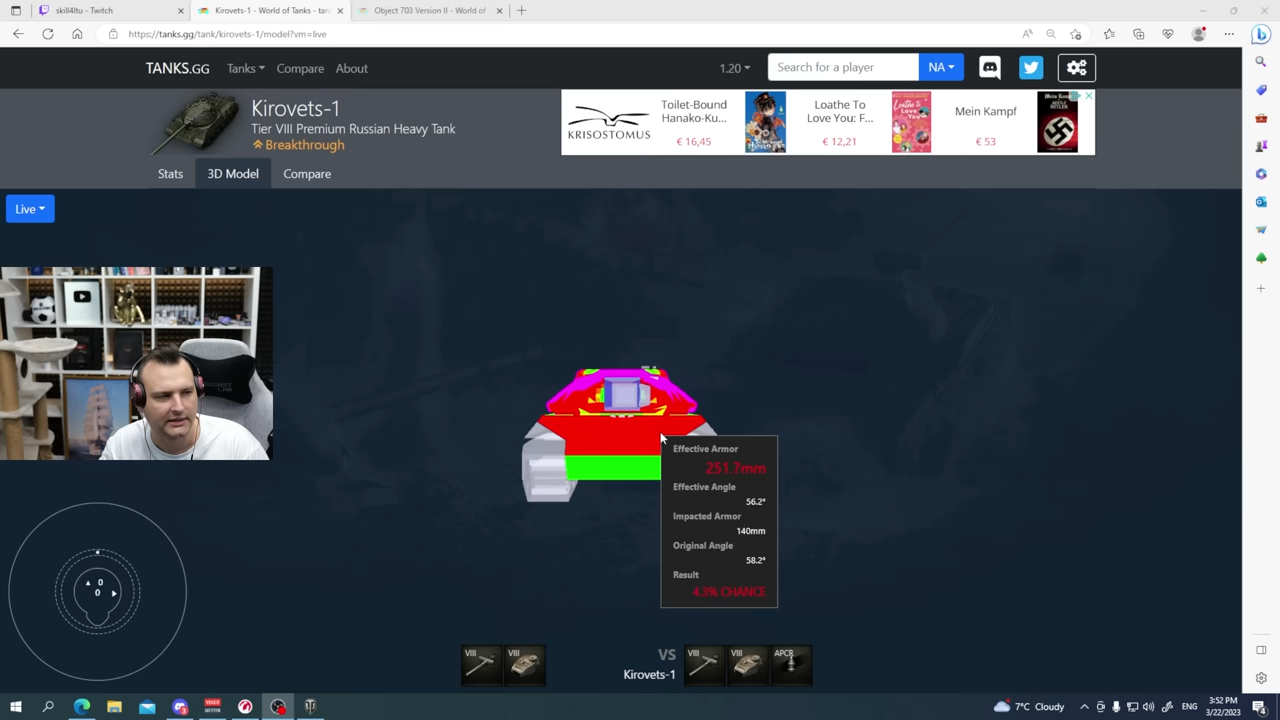 skill4ltu - Twitch
Kirovets-1 - World of Tanks - tan
Object 703 Version II - World of
https://tanks.gg/tank/kirovets-1/model?vm=live
TANKS.GG
Tanks
Compare
About
1.20
Search for a player
NA
Kirovets-1
Tier VIII Premium Russian Heavy Tank
Breakthrough
KRISOSTOMUS
Toilet-Bound
Hanako-Ku...
€ 16,45
Loathe To
Love You: F...
€ 12,21
Mein Kampf
€ 53
Stats
3D Model
Compare
Live
Effective Armor
251.7mm
Effective Angle
56.2°
Impacted Armor
140mm
Original Angle
58.2°
Result
4.3% CHANCE
0
0
VIII
VIII
VS
Kirovets-1
VIII
VIII
APCR
7°C Cloudy
ENG
3:52 PM
3/22/2023
4